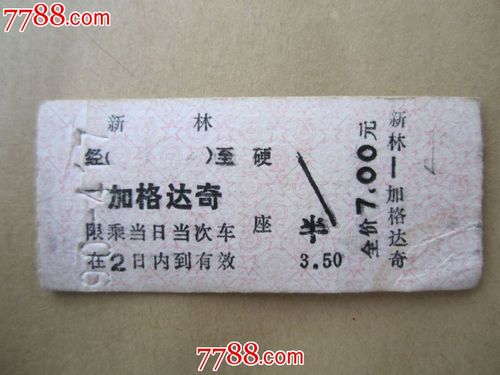 7788.com
新林
经( )至
硬座
加格达奇
限乘当日当次车
在2日内到有效
半
3.50
全价7.00元
新林—加格达奇
7788.com